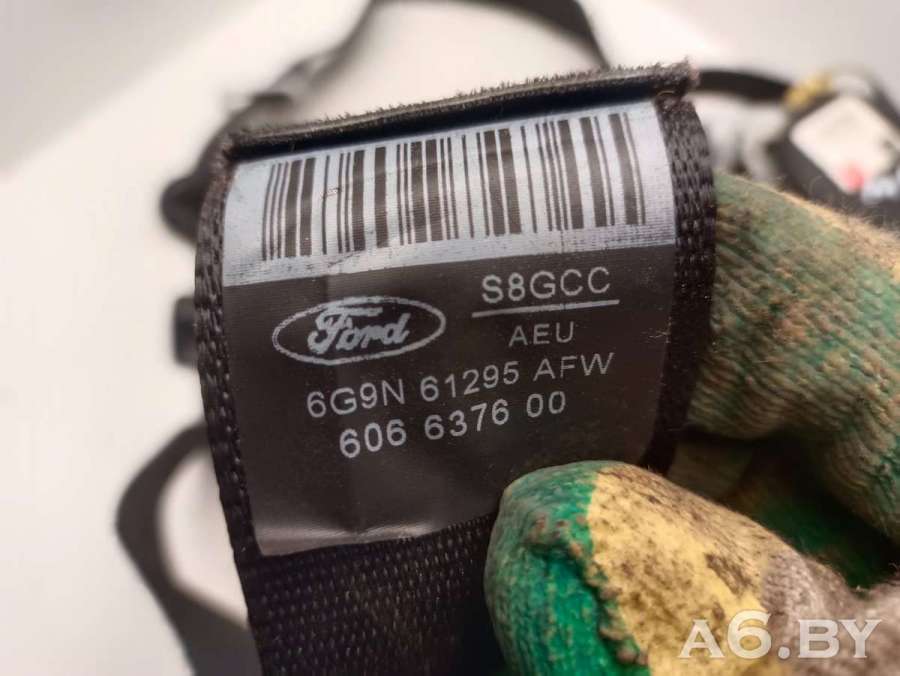 S8GCC
Ford
AEU
6G9N 61295 AFW
606 6376 00
a6.by